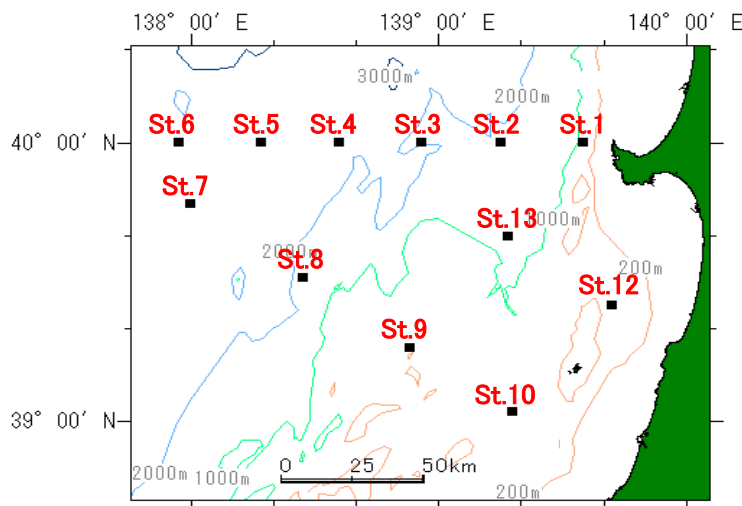 138° 00′ E 139° 00′ E 140° 00′ E
3000m
2000m
St.6 St.5 St.4 St.3 St.2 St.1
40° 00′ N
St.7
St.13
1000m
2000m
St.8
200m
St.12
St.9
St.10
39° 00′ N
0 25 50km
2000m
1000m
200m